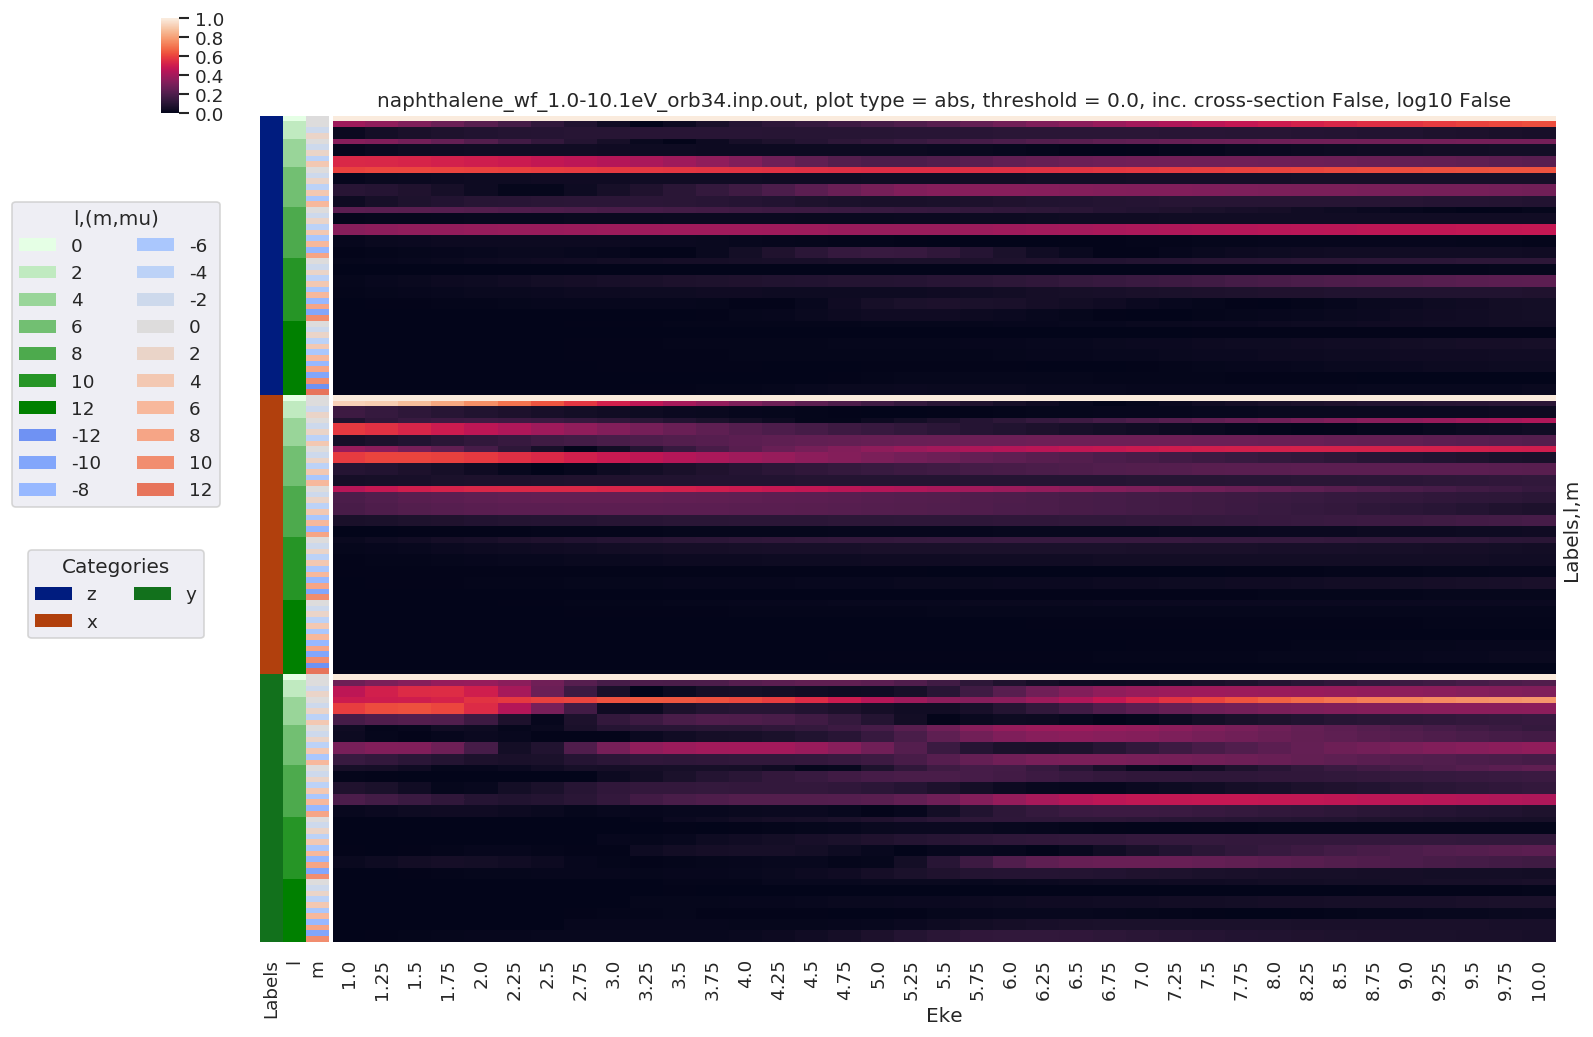 1.0
0.8
0.6
0.4
0.2
0.0
naphthalene_wf_1.0-10.1eV_orb34.inp.out, plot type = abs, threshold = 0.0, inc. cross-section False, log10 False
l,(m,mu)
0 -6
2 -4
4 -2
6 0
8 2
10 4
12 6
-12 8
-10 10
-8 12
Categories
z y
x
Labels,l,m
Labels l m
1.0 1.25 1.5 1.75 2.0 2.25 2.5 2.75 3.0 3.25 3.5 3.75 4.0 4.25 4.5 4.75 5.0 5.25 5.5 5.75 6.0 6.25 6.5 6.75 7.0 7.25 7.5 7.75 8.0 8.25 8.5 8.75 9.0 9.25 9.5 9.75 10.0
Eke